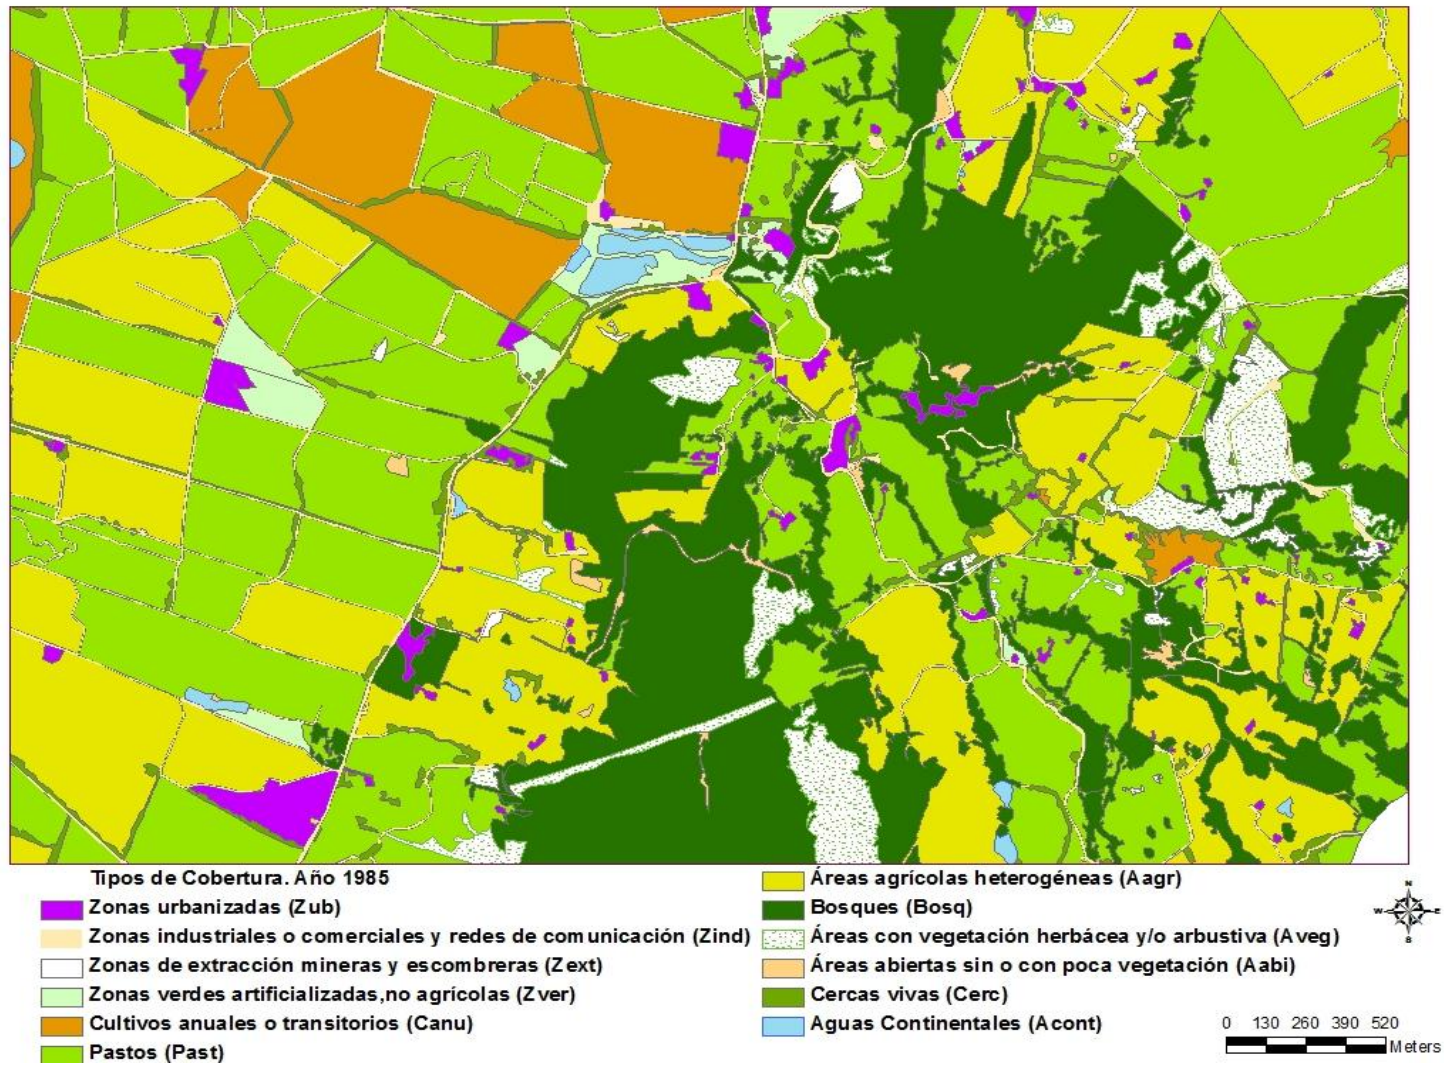 Tipos de Cobertura. Año 1985
Zonas urbanizadas (Zub)
Zonas industriales o comerciales y redes de comunicación (Zind)
Zonas de extracción mineras y escombreras (Zext)
Zonas verdes artificializadas,no agrícolas (Zver)
Cultivos anuales o transitorios (Canu)
Pastos (Past)
Áreas agrícolas heterogéneas (Aagr)
Bosques (Bosq)
Áreas con vegetación herbácea y/o arbustiva (Aveg)
Áreas abiertas sin o con poca vegetación (Aabi)
Cercas vivas (Cerc)
Aguas Continentales (Acont)
N
W E
S
0 130 260 390 520
Meters